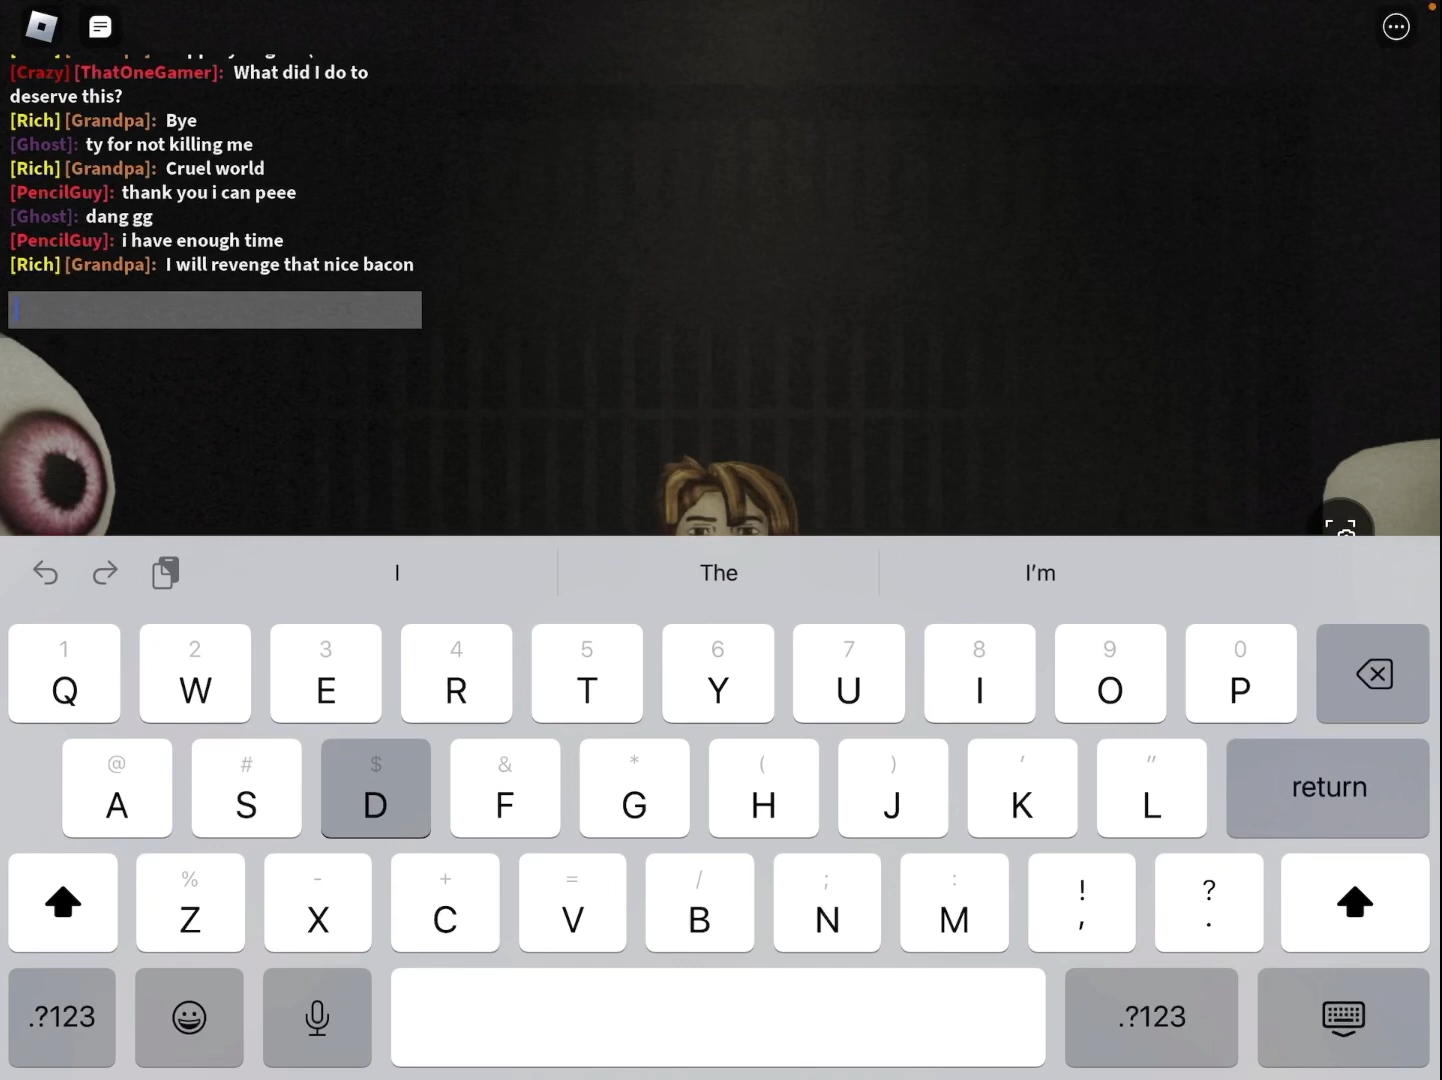 [Crazy] [ThatOneGamer]: What did I do to
deserve this?
[Rich] [Grandpa]: Bye
[Ghost]: ty for not killing me
[Rich] [Grandpa]: Cruel world
[PencilGuy]: thank you i can peee
[Ghost]: dang gg
[PencilGuy]: i have enough time
[Rich] [Grandpa]: I will revenge that nice bacon
I The I'm
1 2 3 4 5 6 7 8 9 0
Q W E R T Y U I O P
@ # $ & * ( ) ' "
A S D F G H J K L return
% - + = / ; : ! ?
Z X C V B N M , .
.?123 .?123